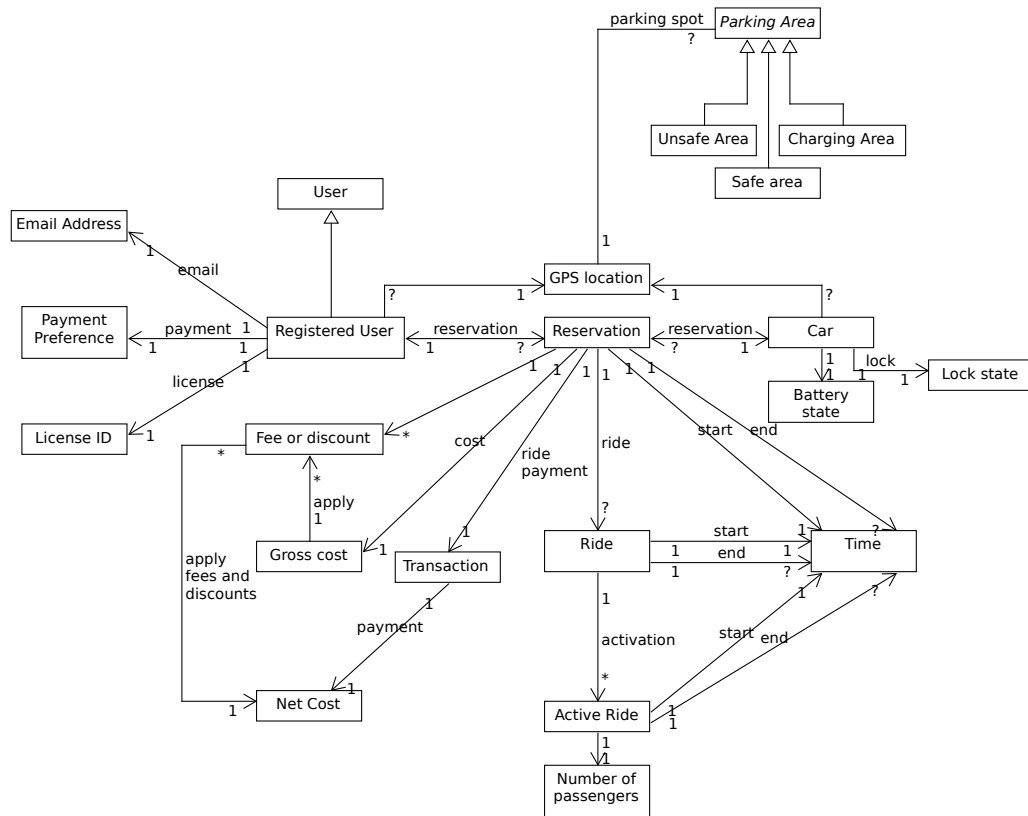 parking spot
Parking Area
?
Unsafe Area
Charging Area
Safe area
User
Email Address
1
email
1
GPS location
?
1
1
?
Payment
Preference
payment
1
1
1
1
Registered User
reservation
1
?
Reservation
reservation
?
1
Car
license
1
1
1
1
1
1
1
1
1
1
lock
1
1
Lock state
Battery
state
License ID
Fee or discount
*
*
cost
ride
payment
ride
start
end
*
apply
1
?
1
?
Gross cost
1
1
Transaction
Ride
start
1
1
end
1
?
Time
apply
fees and
discounts
1
payment
1
activation
1
?
start
end
*
1
1
Net Cost
Active Ride
1
1
1
1
Number of
passengers